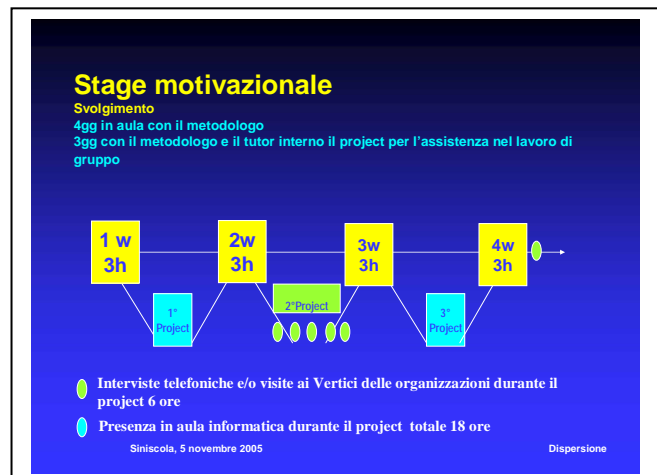 Stage motivazionale
Svolgimento
4gg in aula con il metodologo
3gg con il metodologo e il tutor interno il project per l'assistenza nel lavoro di
gruppo
1 w
3h
2w
3h
3w
3h
4w
3h
1°
Project
2°Project
3°
Project
Interviste telefoniche e/o visite ai Vertici delle organizzazioni durante il
project 6 ore
Presenza in aula informatica durante il project totale 18 ore
Siniscola, 5 novembre 2005
Dispersione